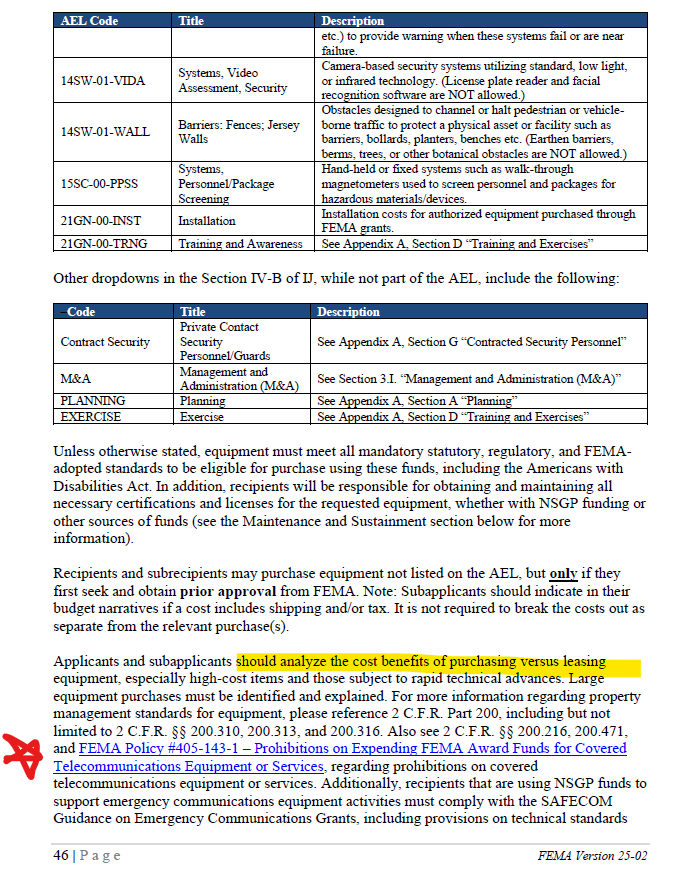 AEL Code Title Description
etc.) to provide warning when these systems fail or are near
failure.
14SW-01-VIDA Systems, Video Assessment, Security Camera-based security systems utilizing standard, low light,
or infrared technology. (License plate reader and facial
recognition software are NOT allowed.)
14SW-01-WALL Barriers: Fences; Jersey Walls Obstacles designed to channel or halt pedestrian or vehicle-
borne traffic to protect a physical asset or facility such as
barriers, bollards, planters, benches etc. (Earthen barriers,
berms, trees, or other botanical obstacles are NOT allowed.)
15SC-00-PPSS Systems, Personnel/Package Screening Hand-held or fixed systems such as walk-through
magnetometers used to screen personnel and packages for
hazardous materials/devices.
21GN-00-INST Installation Installation costs for authorized equipment purchased through
FEMA grants.
21GN-00-TRNG Training and Awareness See Appendix A, Section D “Training and Exercises”
Other dropdowns in the Section IV-B of IJ, while not part of the AEL, include the following:
–Code Title Description
Contract Security Private Contact Security Personnel/Guards See Appendix A, Section G “Contracted Security Personnel”
M&A Management and Administration (M&A) See Section 3.I. “Management and Administration (M&A)”
PLANNING Planning See Appendix A, Section A “Planning”
EXERCISE Exercise See Appendix A, Section D “Training and Exercises”
Unless otherwise stated, equipment must meet all mandatory statutory, regulatory, and FEMA-
adopted standards to be eligible for purchase using these funds, including the Americans with
Disabilities Act. In addition, recipients will be responsible for obtaining and maintaining all
necessary certifications and licenses for the requested equipment, whether with NSGP funding or
other sources of funds (see the Maintenance and Sustainment section below for more
information).
Recipients and subrecipients may purchase equipment not listed on the AEL, but only if they
first seek and obtain prior approval from FEMA. Note: Subapplicants should indicate in their
budget narratives if a cost includes shipping and/or tax. It is not required to break the costs out as
separate from the relevant purchase(s).
Applicants and subapplicants should analyze the cost benefits of purchasing versus leasing
equipment, especially high-cost items and those subject to rapid technical advances. Large
equipment purchases must be identified and explained. For more information regarding property
management standards for equipment, please reference 2 C.F.R. Part 200, including but not
limited to 2 C.F.R. §§ 200.310, 200.313, and 200.316. Also see 2 C.F.R. §§ 200.216, 200.471,
and FEMA Policy #405-143-1 – Prohibitions on Expending FEMA Award Funds for Covered
Telecommunications Equipment or Services, regarding prohibitions on covered
telecommunications equipment or services. Additionally, recipients that are using NSGP funds to
support emergency communications equipment activities must comply with the SAFECOM
Guidance on Emergency Communications Grants, including provisions on technical standards
46 | P a g e FEMA Version 25-02